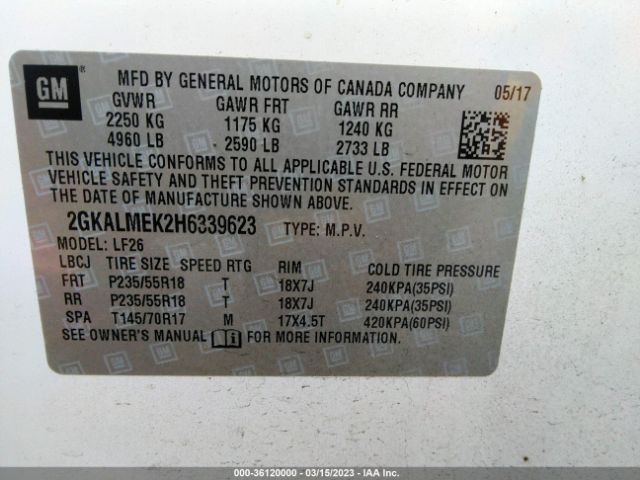 GM ® MFD BY GENERAL MOTORS OF CANADA COMPANY 05/17
GVWR GAWR FRT GAWR RR
2250 KG 1175 KG 1240 KG
4960 LB 2590 LB 2733 LB
THIS VEHICLE CONFORMS TO ALL APPLICABLE U.S. FEDERAL MOTOR
VEHICLE SAFETY AND THEFT PREVENTION STANDARDS IN EFFECT ON
THE DATE OF MANUFACTURE SHOWN ABOVE.
2GKALMEK2H6339623 TYPE: M.P.V.
MODEL: LF26
LBCJ TIRE SIZE SPEED RTG RIM COLD TIRE PRESSURE
FRT P235/55R18 T 18X7J 240KPA(35PSI)
RR P235/55R18 T 18X7J 240KPA(35PSI)
SPA T145/70R17 M 17X4.5T 420KPA(60PSI)
SEE OWNER'S MANUAL FOR MORE INFORMATION.
000-36120000 - 03/15/2023 - IAA Inc.